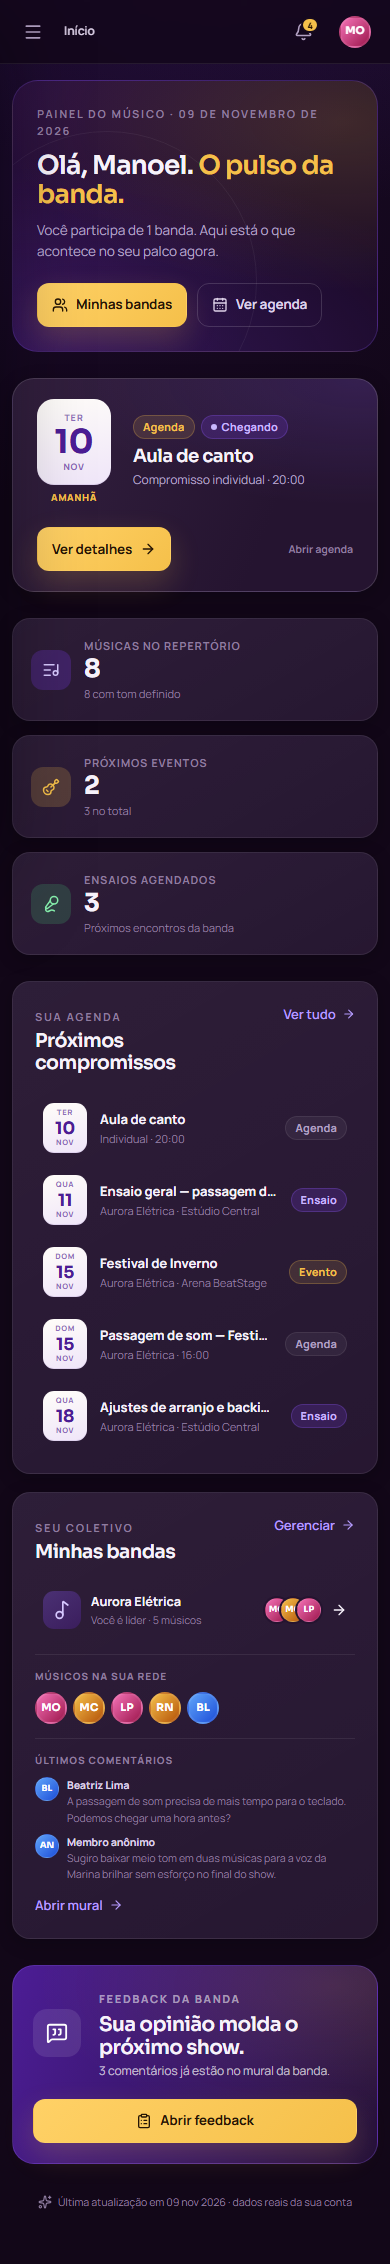 Início
4
MO
PAINEL DO MÚSICO · 09 DE NOVEMBRO DE
2026
Olá, Manoel. O pulso da
banda.
Você participa de 1 banda. Aqui está o que
acontece no seu palco agora.
Minhas bandas
Ver agenda
TER
10
NOV
AMANHÃ
Agenda
Chegando
Aula de canto
Compromisso individual · 20:00
Ver detalhes
Abrir agenda
MÚSICAS NO REPERTÓRIO
8
8 com tom definido
PRÓXIMOS EVENTOS
2
3 no total
ENSAIOS AGENDADOS
3
Próximos encontros da banda
SUA AGENDA
Ver tudo
Próximos
compromissos
TER
10
NOV
Aula de canto
Individual · 20:00
Agenda
QUA
11
NOV
Ensaio geral — passagem d...
Aurora Elétrica · Estúdio Central
Ensaio
DOM
15
NOV
Festival de Inverno
Aurora Elétrica · Arena BeatStage
Evento
DOM
15
NOV
Passagem de som — Festi...
Aurora Elétrica · 16:00
Agenda
QUA
18
NOV
Ajustes de arranjo e backi...
Aurora Elétrica · Estúdio Central
Ensaio
SEU COLETIVO
Gerenciar
Minhas bandas
Aurora Elétrica
Você é líder · 5 músicos
LP
MÚSICOS NA SUA REDE
MO MC LP RN BL
ÚLTIMOS COMENTÁRIOS
BL
Beatriz Lima
A passagem de som precisa de mais tempo para o teclado.
Podemos chegar uma hora antes?
AN
Membro anônimo
Sugiro baixar meio tom em duas músicas para a voz da
Marina brilhar sem esforço no final do show.
Abrir mural
FEEDBACK DA BANDA
Sua opinião molda o
próximo show.
3 comentários já estão no mural da banda.
Abrir feedback
Última atualização em 09 nov 2026 · dados reais da sua conta